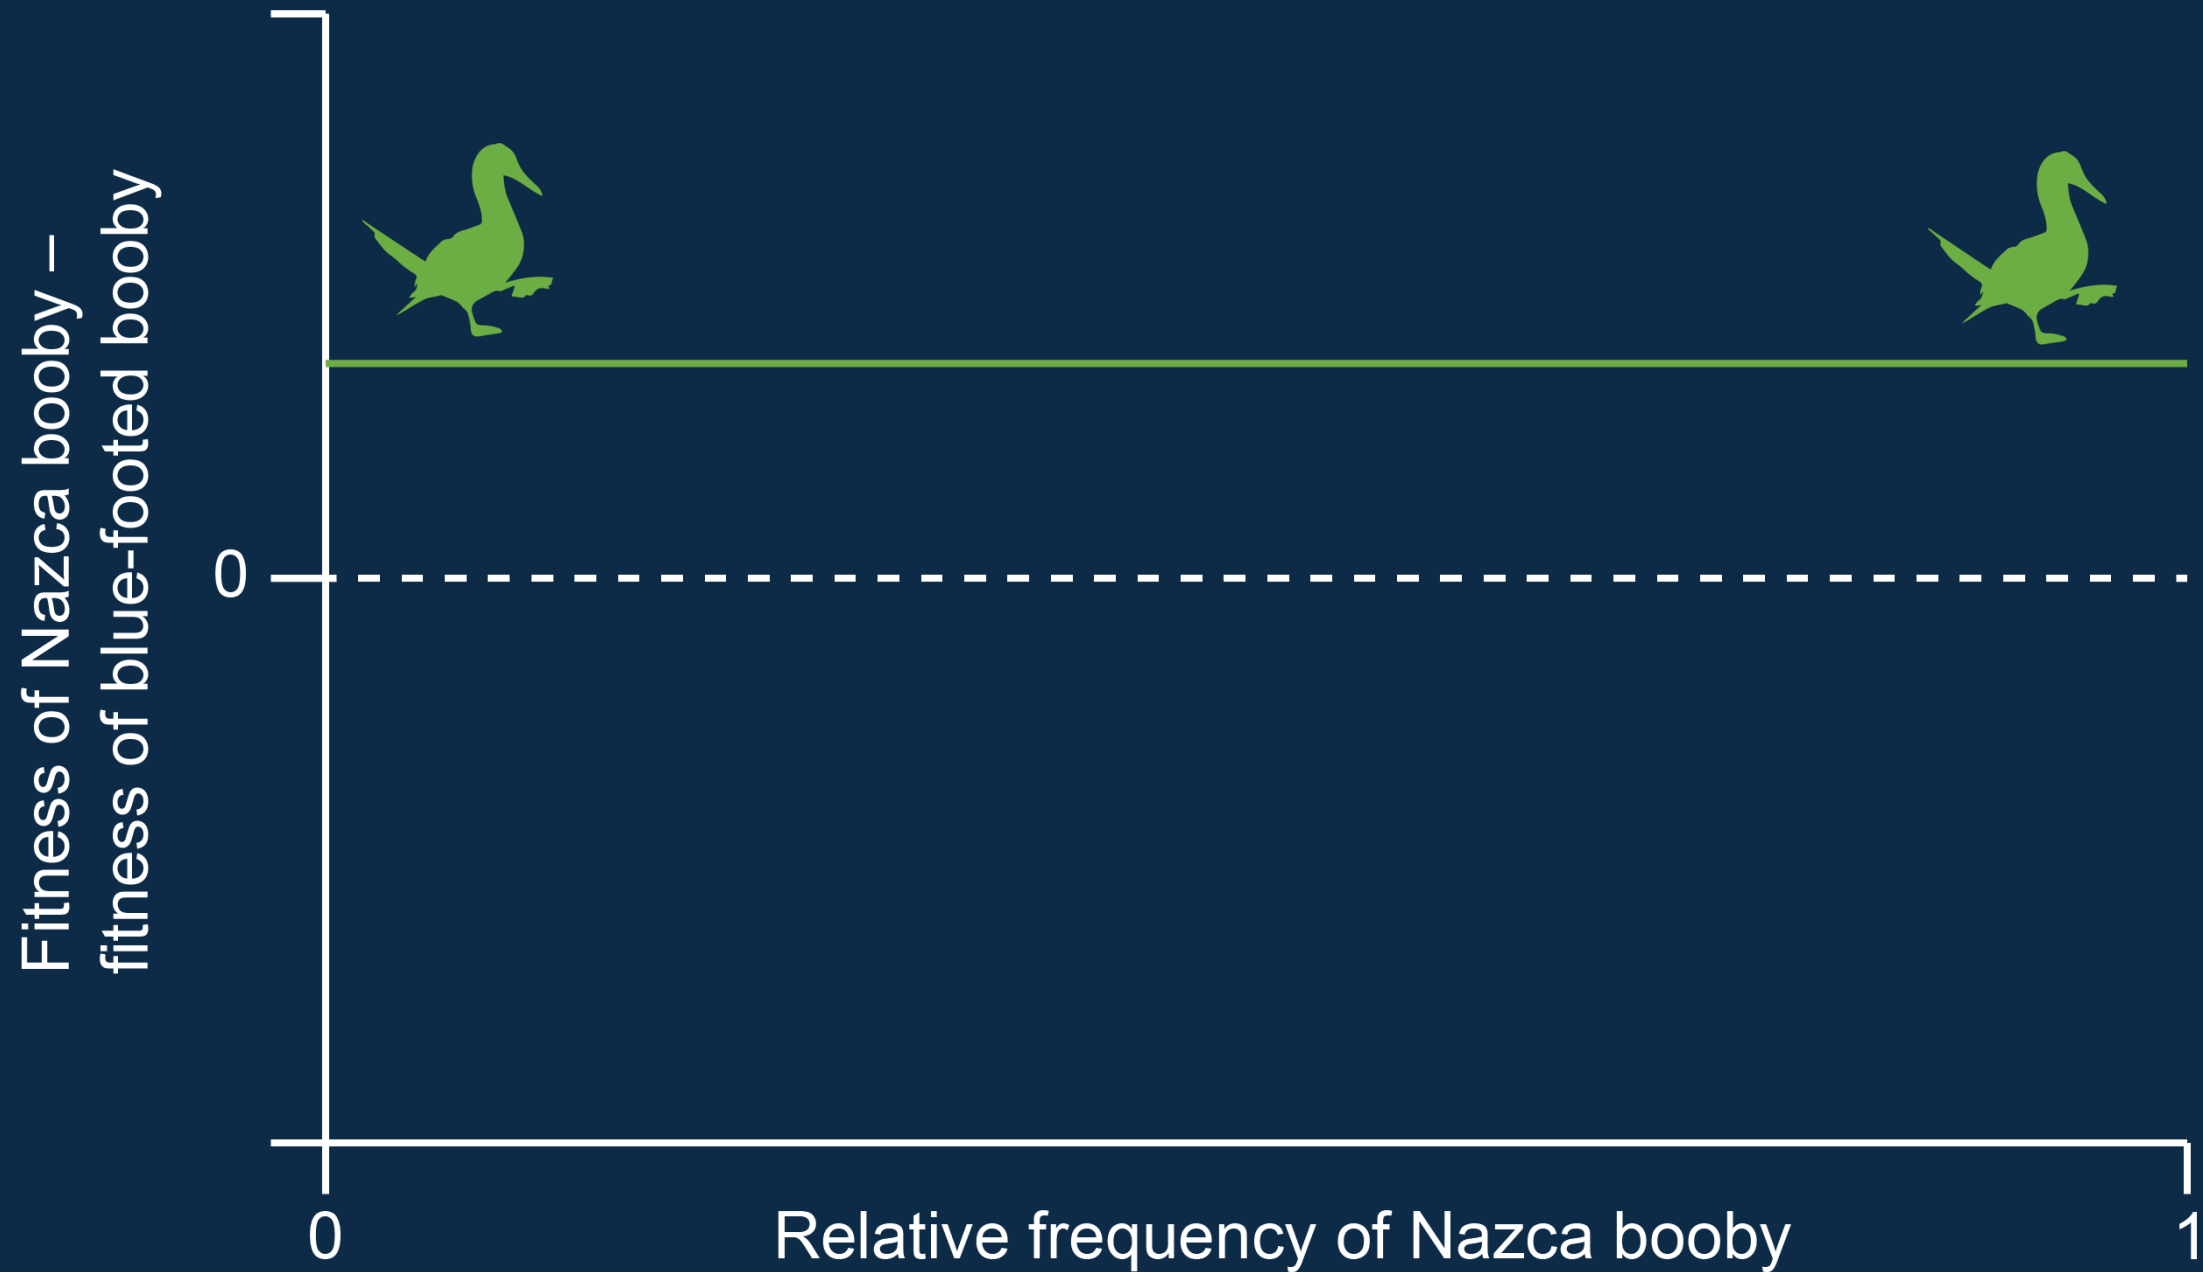 Fitness of Nazca booby –
fitness of blue-footed booby
0
0
Relative frequency of Nazca booby
1